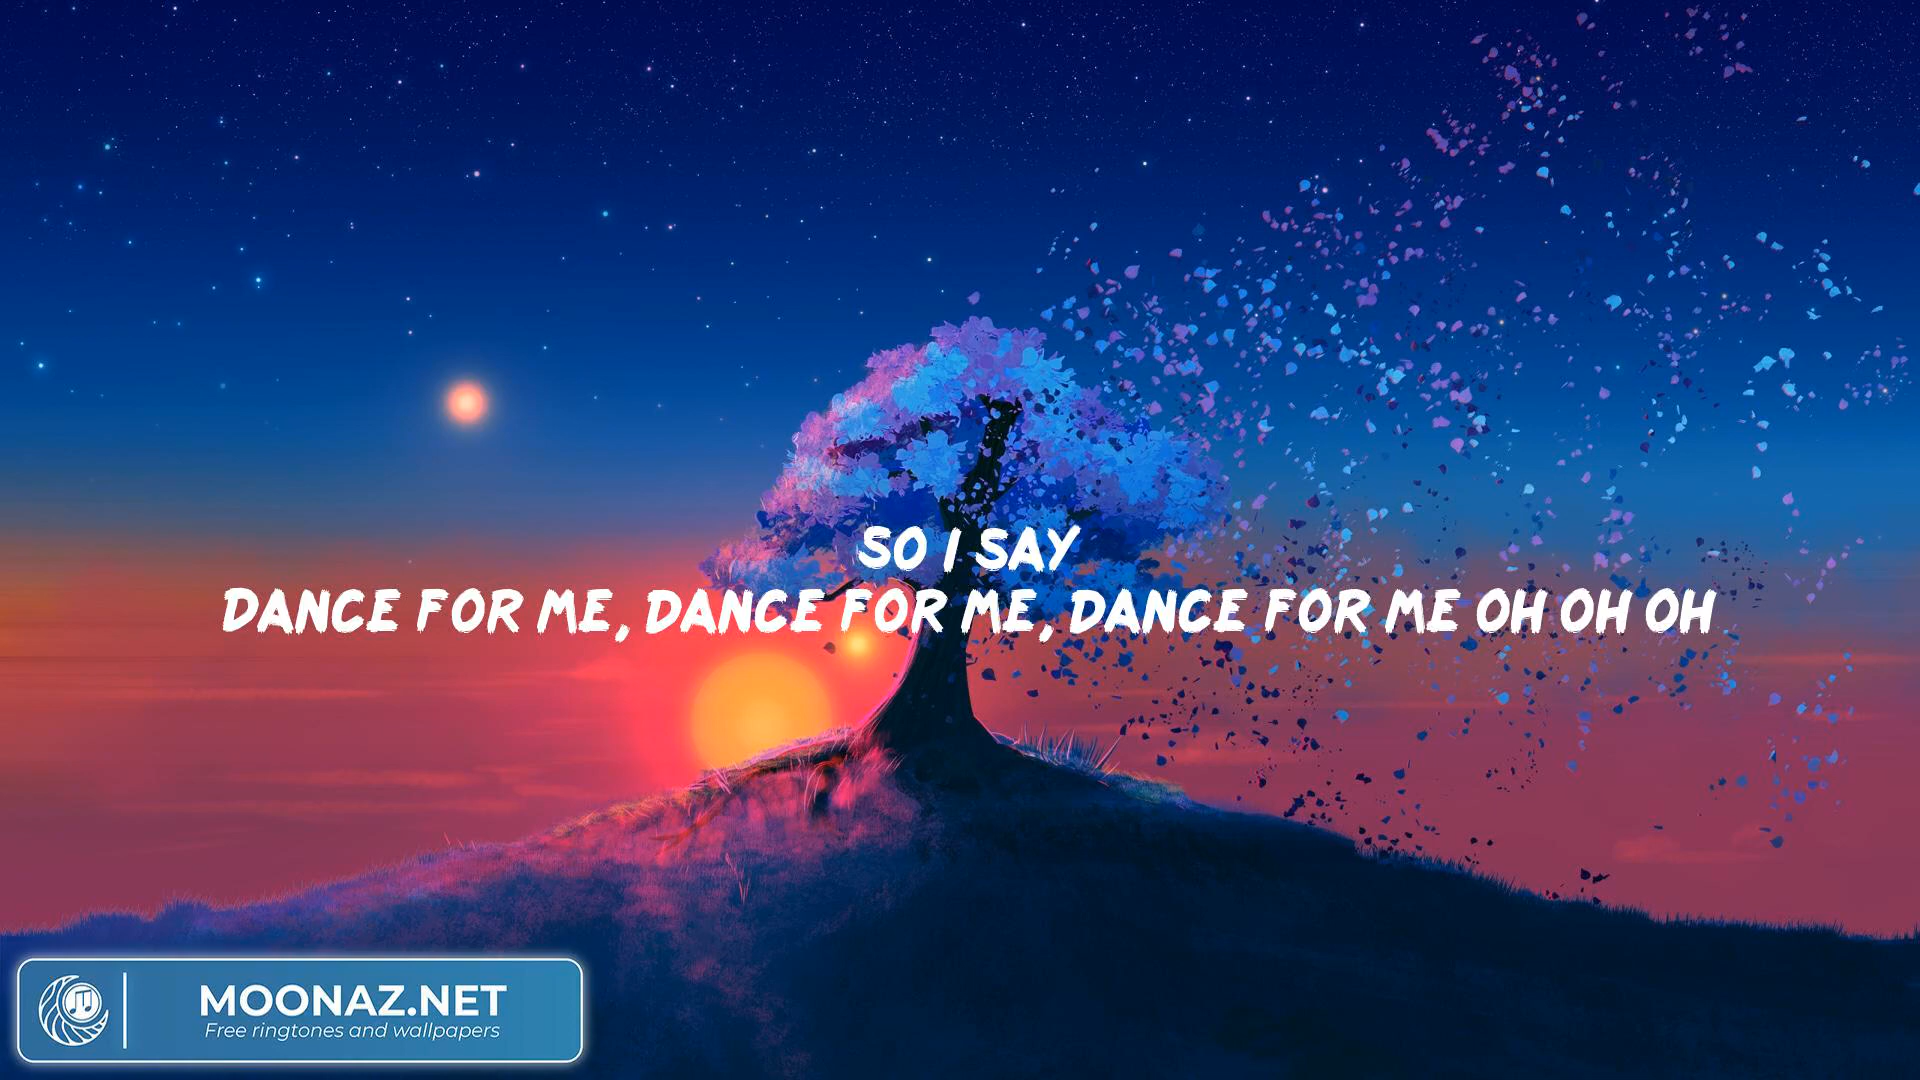 SO I SAY
DANCE FOR ME, DANCE FOR ME, DANCE FOR ME OH OH OH
MOONAZ.NET
Free ringtones and wallpapers